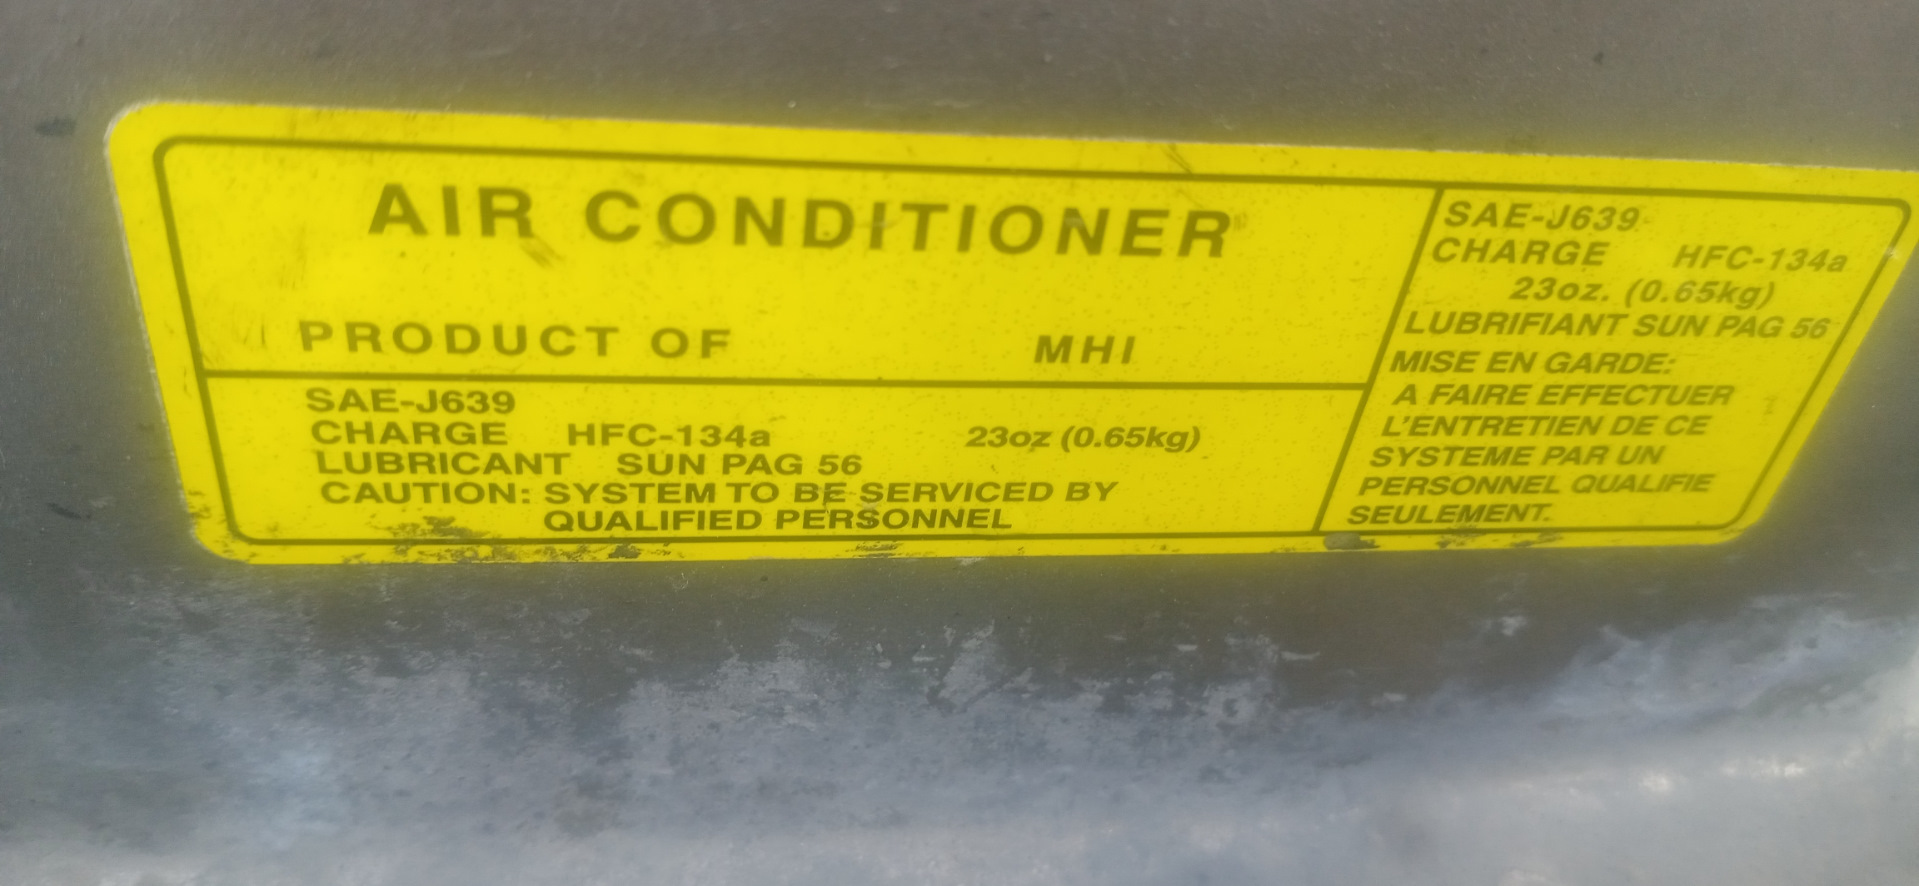 AIR CONDITIONER
PRODUCT OF MHI
SAE-J639
CHARGE HFC-134a 23oz (0.65kg)
LUBRICANT SUN PAG 56
CAUTION: SYSTEM TO BE SERVICED BY
QUALIFIED PERSONNEL
SAE-J639
CHARGE HFC-134a
23oz. (0.65kg)
LUBRIFIANT SUN PAG 56
MISE EN GARDE:
A FAIRE EFFECTUER
L'ENTRETIEN DE CE
SYSTEME PAR UN
PERSONNEL QUALIFIE
SEULEMENT.